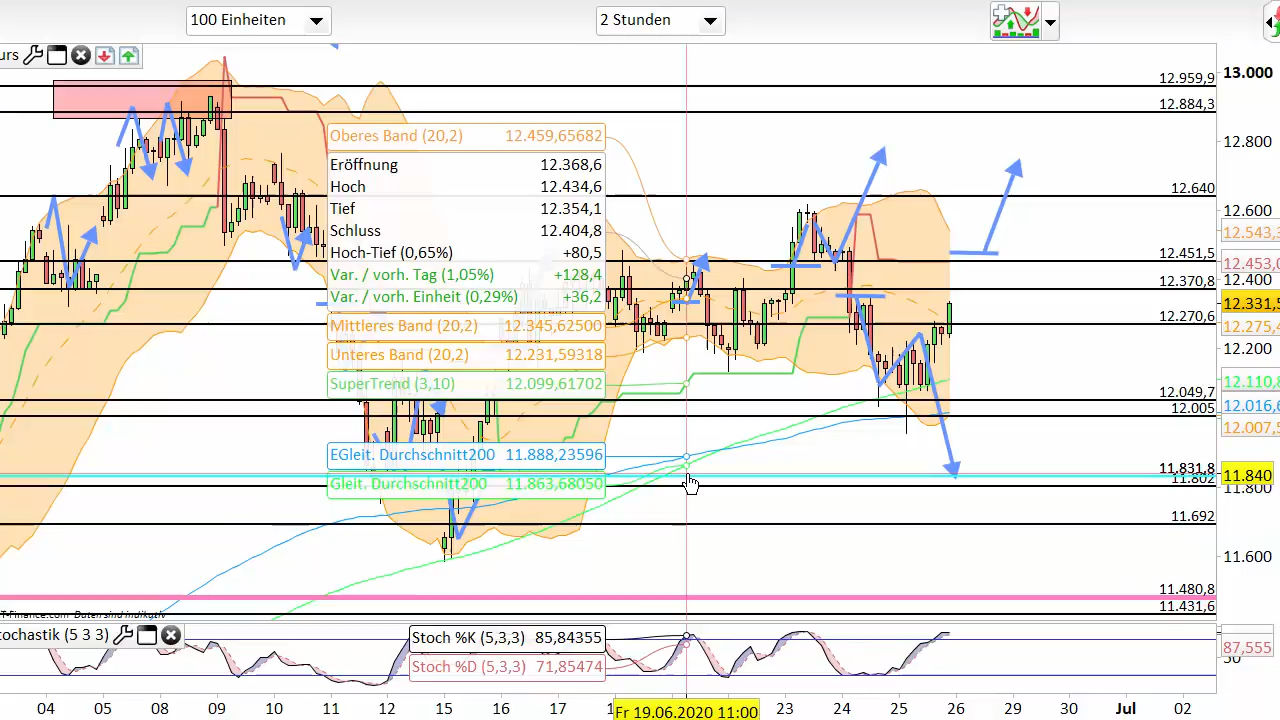 100 Einheiten
2 Stunden
urs
13.000
12.959,9
12.884,3
12.800
12.640
12.600
12.543,3
12.451,5
12.453,0
12.400
12.370,8
12.331,5
12.270,6
12.275,4
12.200
12.110,8
12.049,7
12.016,6
12.005
12.007,5
11.831,8
11.840
11.802
11.800
11.692
11.600
11.480,8
11.431,6
Oberes Band (20,2) 12.459,65682
Eröffnung 12.368,6
Hoch 12.434,6
Tief 12.354,1
Schluss 12.404,8
Hoch-Tief (0,65%) +80,5
Var. / vorh. Tag (1,05%) +128,4
Var. / vorh. Einheit (0,29%) +36,2
Mittleres Band (20,2) 12.345,62500
Unteres Band (20,2) 12.231,59318
SuperTrend (3,10) 12.099,61702
EGleit. Durchschnitt200 11.888,23596
Gleit. Durchschnitt200 11.863,68050
T-Finance.com Daten sind indikativ
tochastik (5 3 3)
Stoch %K (5,3,3) 85,84355
Stoch %D (5,3,3) 71,85474
87,555
50
04 05 08 09 10 11 12 15 16 17 1 Fr 19.06.2020 11:00 23 24 25 26 29 30 Jul 02